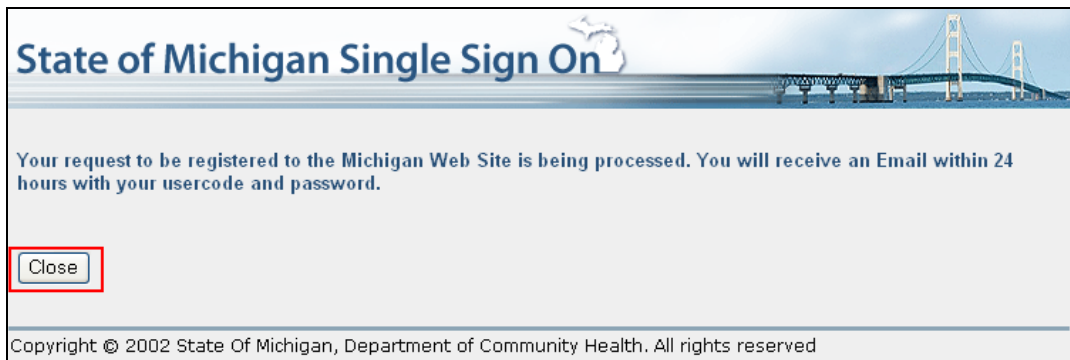 State of Michigan Single Sign On
Your request to be registered to the Michigan Web Site is being processed. You will receive an Email within 24
hours with your usercode and password.
Close
Copyright © 2002 State Of Michigan, Department of Community Health. All rights reserved